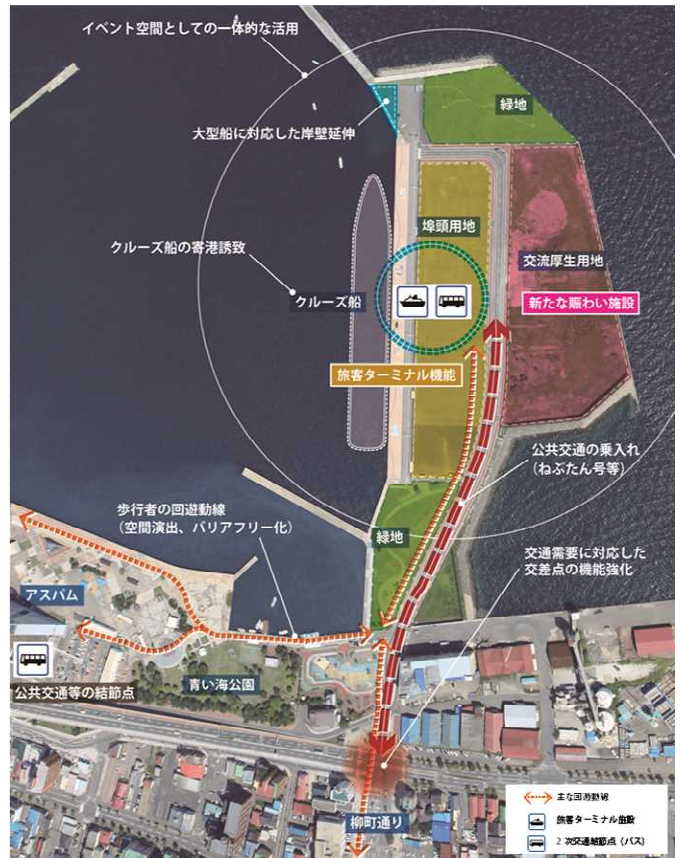 イベント空間としての一体的な活用
緑地
大型船に対応した岸壁延伸
埠頭用地
クルーズ船の寄港誘致
交流厚生用地
クルーズ船
新たな賑わい施設
旅客ターミナル機能
公共交通の乗入れ
(ねぶたん号等)
歩行者の回遊動線
(空間演出、バリアフリー化)
緑地
交通需要に対応した
交差点の機能強化
アスパム
公共交通等の結節点
青い海公園
柳町通り
主な回遊動線
旅客ターミナル施設
2次交通結節点(バス)